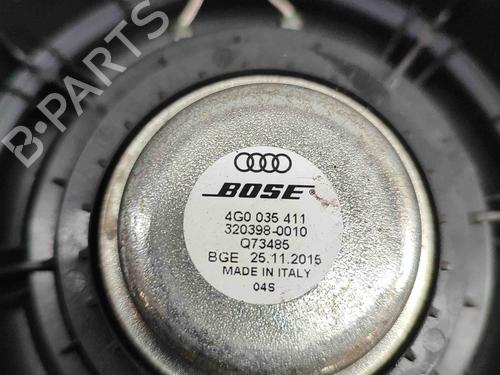 B-PARTS
BOSE
4G0 035 411
320398-0010
Q73485
BGE 25.11.2015
MADE IN ITALY
04S